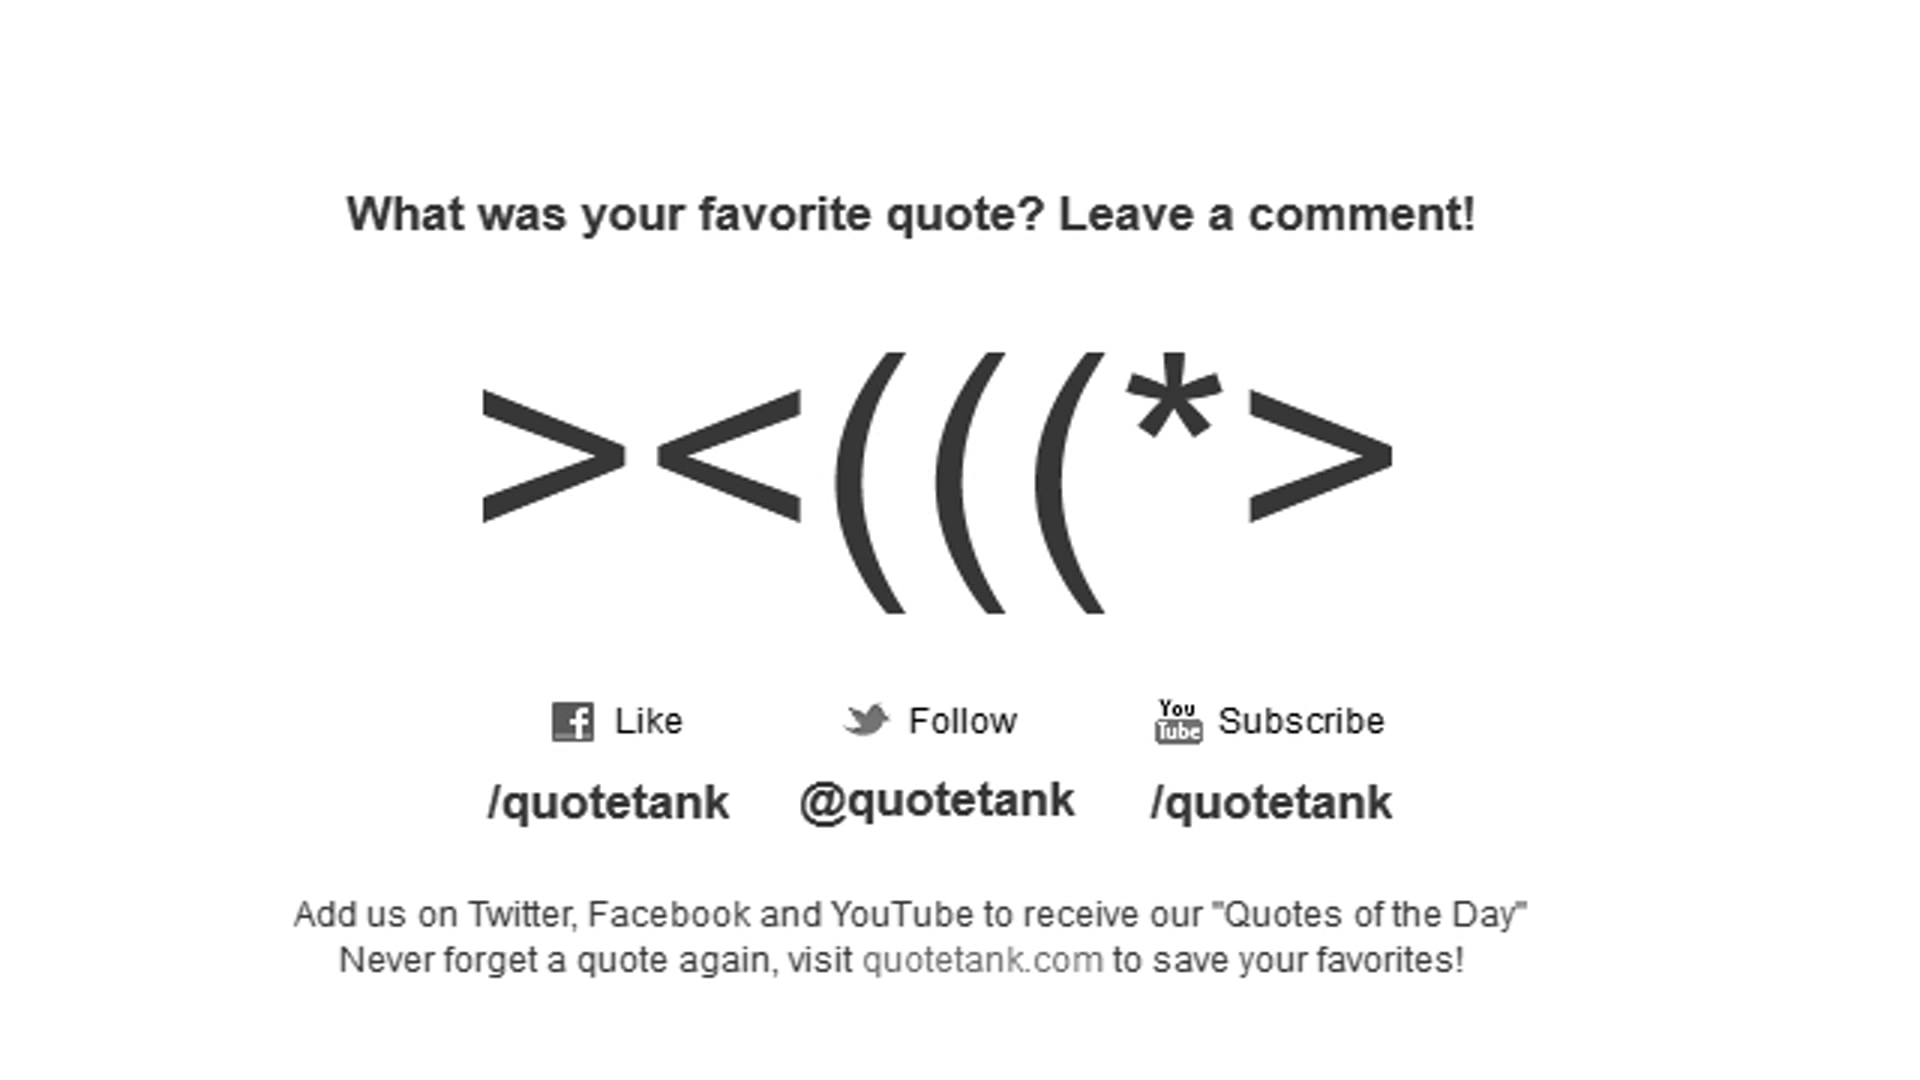 What was your favorite quote? Leave a comment!
><(((*>
f Like Follow You Tube Subscribe
/quotetank @quotetank /quotetank
Add us on Twitter, Facebook and YouTube to receive our "Quotes of the Day"
Never forget a quote again, visit quotetank.com to save your favorites!